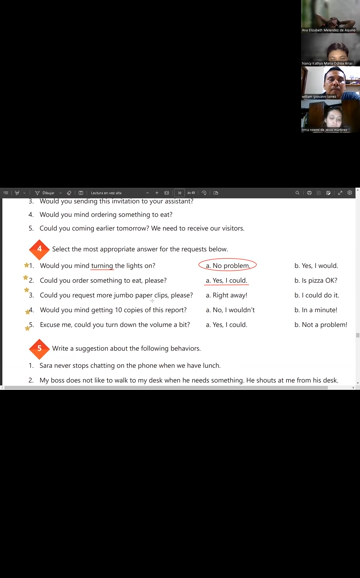 Dibujar
Lectura en voz alta
3. Would you sending this invitation to your assistant?
4. Would you mind ordering something to eat?
5. Could you coming earlier tomorrow? We need to receive our visitors.
4 Select the most appropriate answer for the requests below.
1. Would you mind turning the lights on? a. No problem. b. Yes, I would.
2. Could you order something to eat, please? a. Yes, I could. b. Is pizza OK?
3. Could you request more jumbo paper clips, please? a. Right away! b. I could do it.
4. Would you mind getting 10 copies of this report? a. No, I wouldn't b. In a minute!
5. Excuse me, could you turn down the volume a bit? a. Yes, I could. b. Not a problem!
5 Write a suggestion about the following behaviors.
1. Sara never stops chatting on the phone when we have lunch.
2. My boss does not like to walk to my desk when he needs something. He shouts at me from his desk.